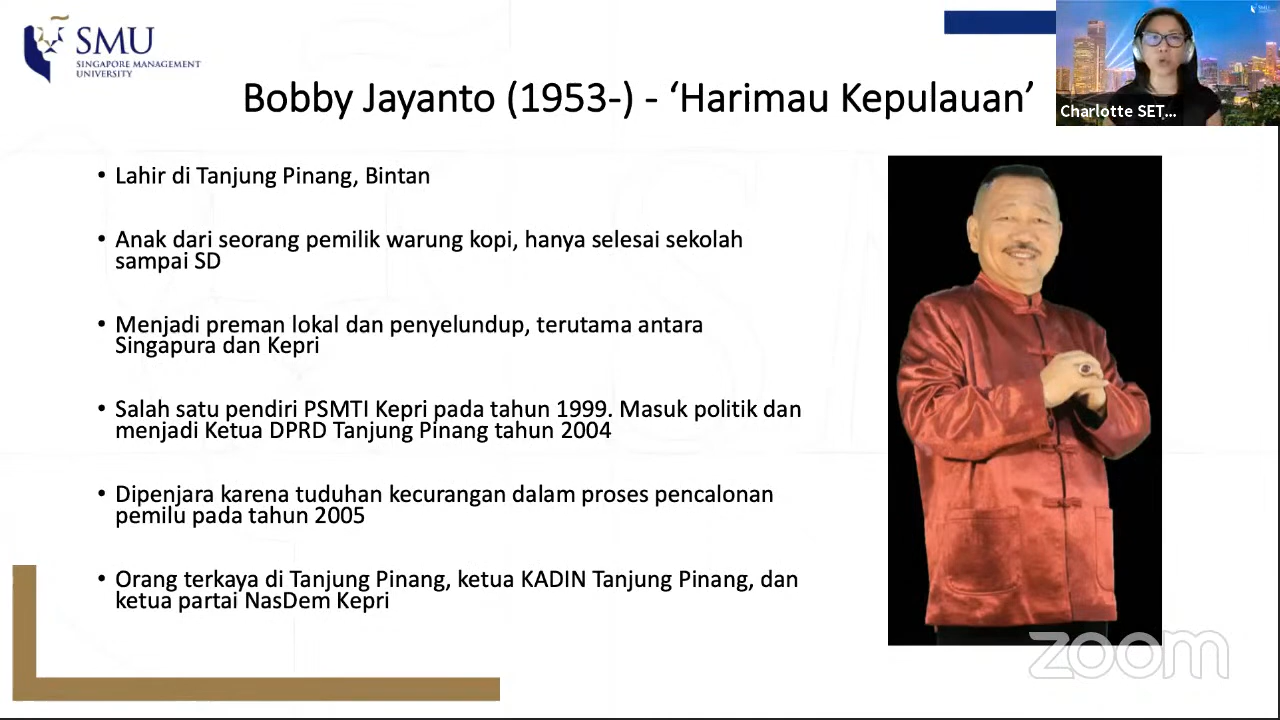 SMU
SINGAPORE MANAGEMENT
UNIVERSITY
Bobby Jayanto (1953-) - ‘Harimau Kepulauan’
Charlotte SET...
• Lahir di Tanjung Pinang, Bintan
• Anak dari seorang pemilik warung kopi, hanya selesai sekolah
sampai SD
• Menjadi preman lokal dan penyelundup, terutama antara
Singapura dan Kepri
• Salah satu pendiri PSMTI Kepri pada tahun 1999. Masuk politik dan
menjadi Ketua DPRD Tanjung Pinang tahun 2004
• Dipenjara karena tuduhan kecurangan dalam proses pencalonan
pemilu pada tahun 2005
• Orang terkaya di Tanjung Pinang, ketua KADIN Tanjung Pinang, dan
ketua partai NasDem Kepri
zoom